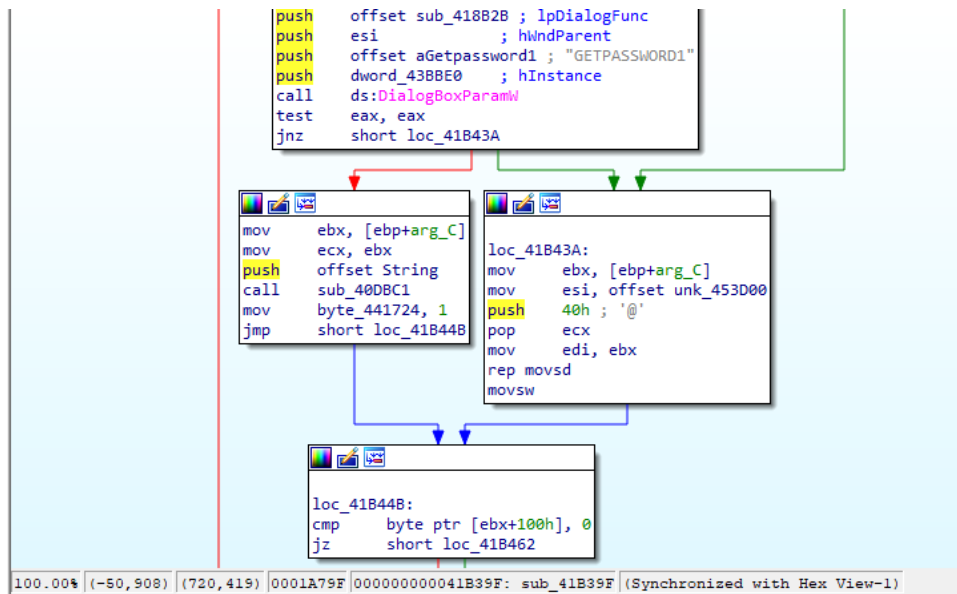 push offset sub_418B2B ; lpDialogFunc
push esi ; hWndParent
push offset aGetpassword1 ; "GETPASSWORD1"
push dword_43BBE0 ; hInstance
call ds:DialogBoxParamW
test eax, eax
jnz short loc_41B43A
mov ebx, [ebp+arg_C]
mov ecx, ebx
push offset String
call sub_40DBC1
mov byte_441724, 1
jmp short loc_41B44B
loc_41B43A:
mov ebx, [ebp+arg_C]
mov esi, offset unk_453D00
push 40h ; '@'
pop ecx
mov edi, ebx
rep movsd
movsw
loc_41B44B:
cmp byte ptr [ebx+100h], 0
jz short loc_41B462
100.00% (-50,908) (720,419) 0001A79F 000000000041B39F: sub_41B39F (Synchronized with Hex View-1)